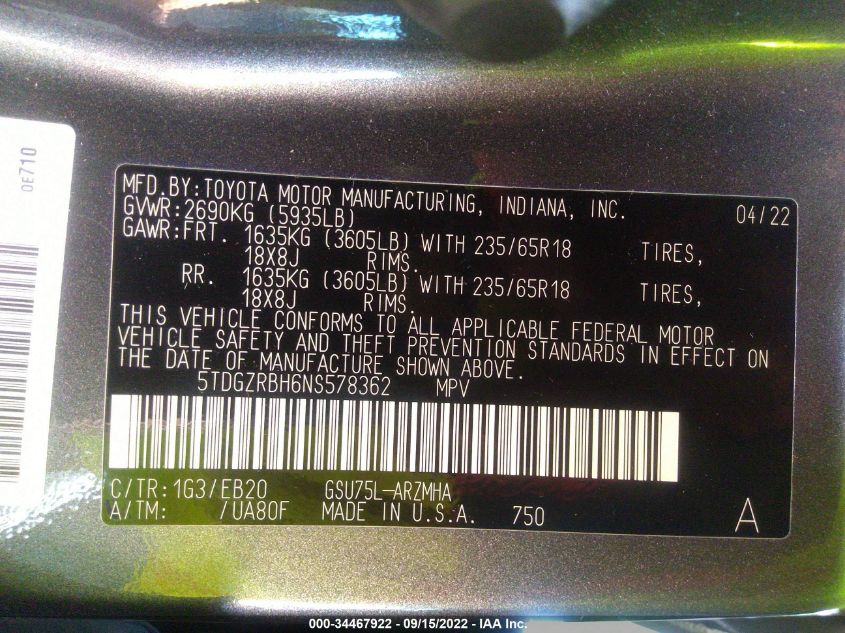 0E710
MFD.BY:TOYOTA MOTOR MANUFACTURING, INDIANA, INC. 04/22
GVWR:2690KG (5935LB)
GAWR:FRT. 1635KG (3605LB) WITH 235/65R18 TIRES,
18X8J RIMS.
RR. 1635KG (3605LB) WITH 235/65R18 TIRES,
18X8J RIMS.
THIS VEHICLE CONFORMS TO ALL APPLICABLE FEDERAL MOTOR
VEHICLE SAFETY AND THEFT PREVENTION STANDARDS IN EFFECT ON
THE DATE OF MANUFACTURE SHOWN ABOVE.
5TDGZRBH6NS578362 MPV
C/TR:1G3/EB20 GSU75L-ARZMHA
A/TM: /UA80F MADE IN U.S.A. 750 A
000-34467922 - 09/15/2022 - IAA Inc.